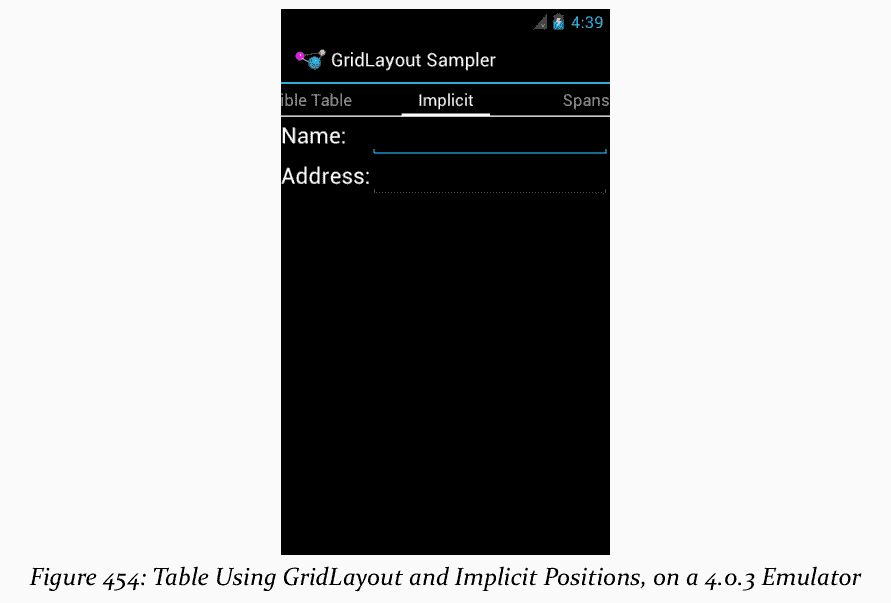 4:39
GridLayout Sampler
ible Table Implicit Spans
Name:
Address:
Figure 454: Table Using GridLayout and Implicit Positions, on a 4.0.3 Emulator